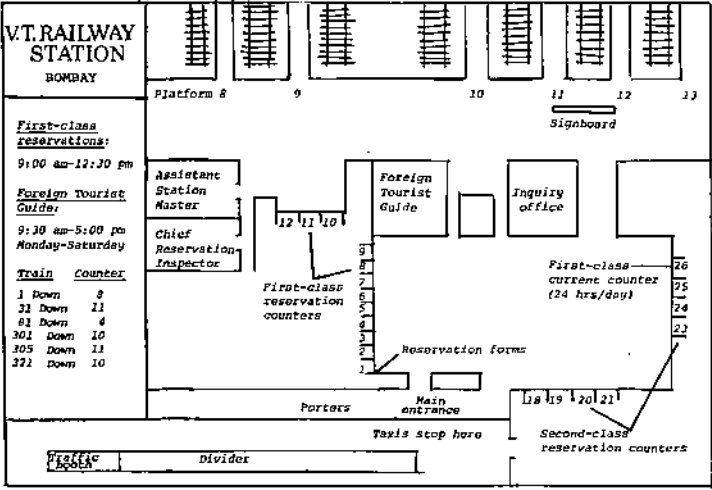 V.T. RAILWAY
STATION
BOMBAY
First-class
reservations:
9:00 am-12:30 pm
Foreign Tourist
Guide:
9:30 am-5:00 pm
Monday-Saturday
Train Counter
1 Down 8
31 Down 11
81 Down 4
301 Down 10
305 Down 11
321 Down 10
Platform 8 9 10 11 12 13
Signboard
Assistant
Station
Master
Chief
Reservation
Inspector
12 11 10
Foreign
Tourist
Guide
Inquiry
office
9
8
7
6
5
4
3
2
1
First-class
reservation
counters
First-class
current counter
(24 hrs/day)
26
25
24
23
Reservation forms
Porters
Main
entrance
18 19 20 21
Taxis stop here
Second-class
reservation counters
Traffic
booth
Divider